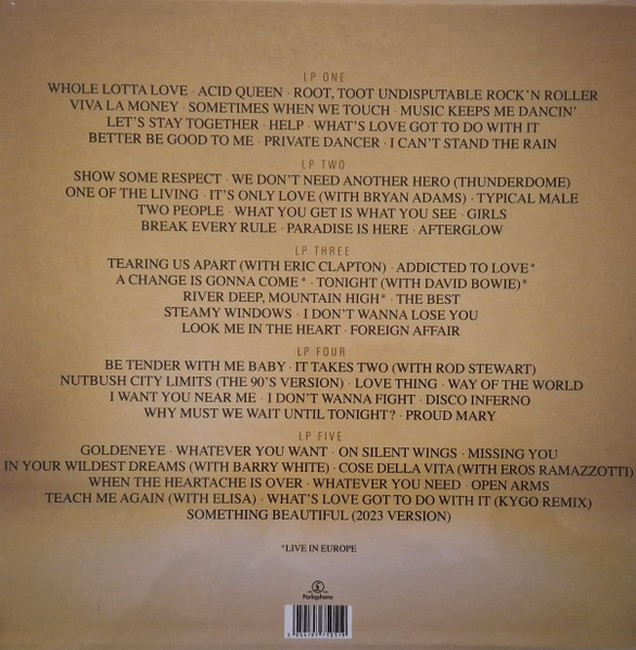 LP ONE
WHOLE LOTTA LOVE · ACID QUEEN · ROOT, TOOT UNDISPUTABLE ROCK'N ROLLER
VIVA LA MONEY · SOMETIMES WHEN WE TOUCH · MUSIC KEEPS ME DANCIN'
LET'S STAY TOGETHER · HELP · WHAT'S LOVE GOT TO DO WITH IT
BETTER BE GOOD TO ME · PRIVATE DANCER · I CAN'T STAND THE RAIN
LP TWO
SHOW SOME RESPECT · WE DON'T NEED ANOTHER HERO (THUNDERDOME)
ONE OF THE LIVING · IT'S ONLY LOVE (WITH BRYAN ADAMS) · TYPICAL MALE
TWO PEOPLE · WHAT YOU GET IS WHAT YOU SEE · GIRLS
BREAK EVERY RULE · PARADISE IS HERE · AFTERGLOW
LP THREE
TEARING US APART (WITH ERIC CLAPTON) · ADDICTED TO LOVE*
A CHANGE IS GONNA COME* · TONIGHT (WITH DAVID BOWIE)*
RIVER DEEP, MOUNTAIN HIGH* · THE BEST
STEAMY WINDOWS · I DON'T WANNA LOSE YOU
LOOK ME IN THE HEART · FOREIGN AFFAIR
LP FOUR
BE TENDER WITH ME BABY · IT TAKES TWO (WITH ROD STEWART)
NUTBUSH CITY LIMITS (THE 90'S VERSION) · LOVE THING · WAY OF THE WORLD
I WANT YOU NEAR ME · I DON'T WANNA FIGHT · DISCO INFERNO
WHY MUST WE WAIT UNTIL TONIGHT? · PROUD MARY
LP FIVE
GOLDENEYE · WHATEVER YOU WANT · ON SILENT WINGS · MISSING YOU
IN YOUR WILDEST DREAMS (WITH BARRY WHITE) · COSE DELLA VITA (WITH EROS RAMAZZOTTI)
WHEN THE HEARTACHE IS OVER · WHATEVER YOU NEED · OPEN ARMS
TEACH ME AGAIN (WITH ELISA) · WHAT'S LOVE GOT TO DO WITH IT (KYGO REMIX)
SOMETHING BEAUTIFUL (2023 VERSION)
*LIVE IN EUROPE
Parlophone